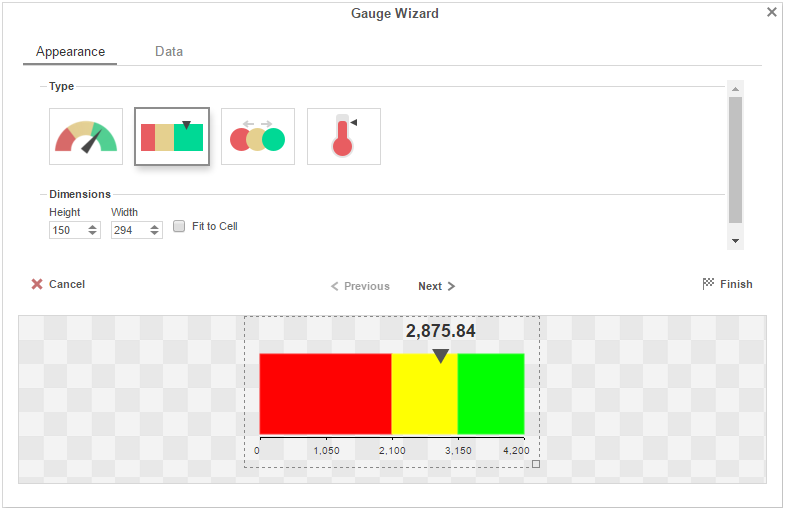 Gauge Wizard
Appearance Data
Type
Dimensions
Height Width
150 294 Fit to Cell
Cancel Previous Next Finish
2,875.84
0 1,050 2,100 3,150 4,200